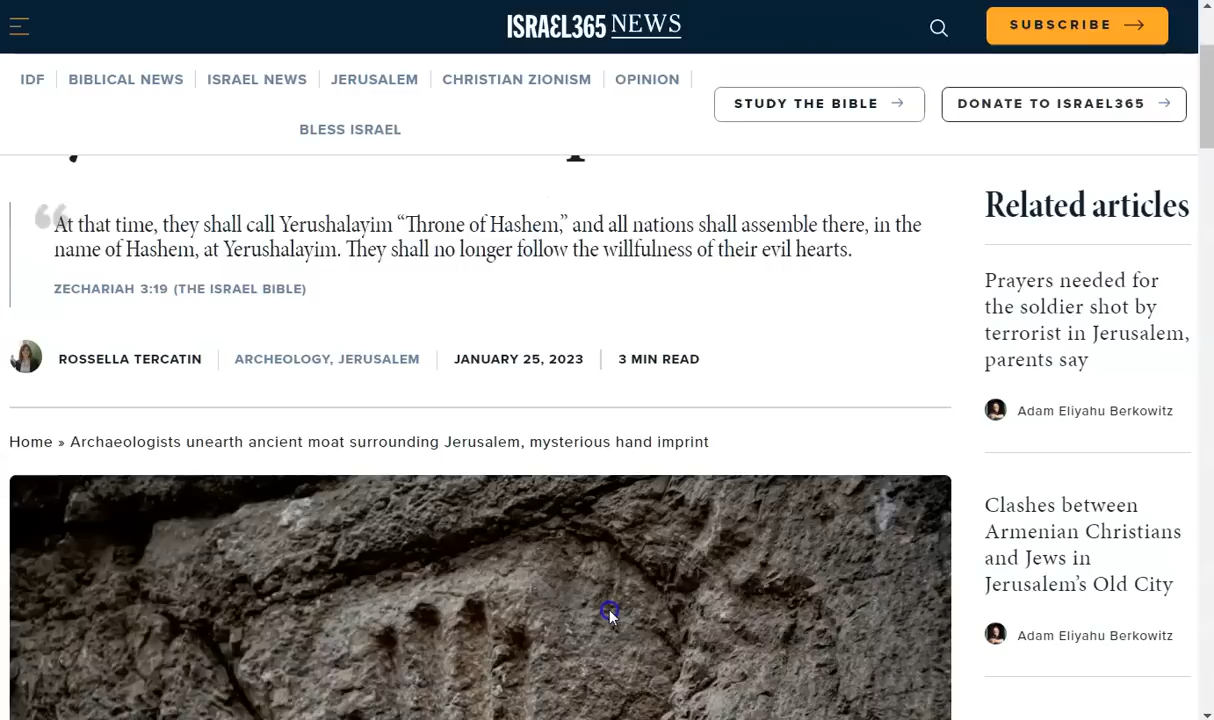 ISRAEL365 NEWS
SUBSCRIBE
IDF
BIBLICAL NEWS
ISRAEL NEWS
JERUSALEM
CHRISTIAN ZIONISM
OPINION
BLESS ISRAEL
STUDY THE BIBLE
DONATE TO ISRAEL365
At that time, they shall call Yerushalayim “Throne of Hashem,” and all nations shall assemble there, in the
name of Hashem, at Yerushalayim. They shall no longer follow the willfulness of their evil hearts.
ZECHARIAH 3:19 (THE ISRAEL BIBLE)
ROSSELLA TERCATIN
ARCHEOLOGY, JERUSALEM
JANUARY 25, 2023
3 MIN READ
Home » Archaeologists unearth ancient moat surrounding Jerusalem, mysterious hand imprint
Related articles
Prayers needed for
the soldier shot by
terrorist in Jerusalem,
parents say
Adam Eliyahu Berkowitz
Clashes between
Armenian Christians
and Jews in
Jerusalem’s Old City
Adam Eliyahu Berkowitz